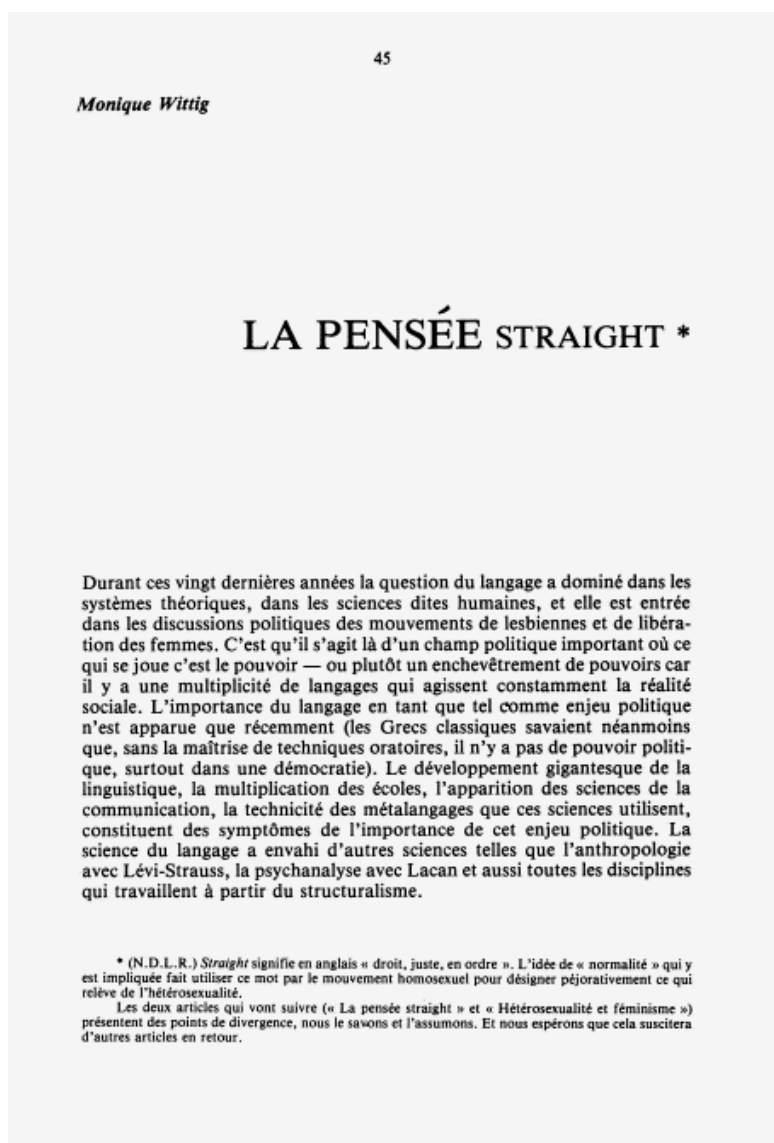 45
Monique Wittig
LA PENSÉE STRAIGHT *
Durant ces vingt dernières années la question du langage a dominé dans les
systèmes théoriques, dans les sciences dites humaines, et elle est entrée
dans les discussions politiques des mouvements de lesbiennes et de libéra-
tion des femmes. C'est qu'il s'agit là d'un champ politique important où ce
qui se joue c'est le pouvoir — ou plutôt un enchevêtrement de pouvoirs car
il y a une multiplicité de langages qui agissent constamment la réalité
sociale. L'importance du langage en tant que tel comme enjeu politique
n'est apparue que récemment (les Grecs classiques savaient néanmoins
que, sans la maîtrise de techniques oratoires, il n'y a pas de pouvoir politi-
que, surtout dans une démocratie). Le développement gigantesque de la
linguistique, la multiplication des écoles, l'apparition des sciences de la
communication, la technicité des métalangages que ces sciences utilisent,
constituent des symptômes de l'importance de cet enjeu politique. La
science du langage a envahi d'autres sciences telles que l'anthropologie
avec Lévi-Strauss, la psychanalyse avec Lacan et aussi toutes les disciplines
qui travaillent à partir du structuralisme.
* (N.D.L.R.) Straight signifie en anglais « droit, juste, en ordre ». L'idée de « normalité » qui y
est impliquée fait utiliser ce mot par le mouvement homosexuel pour désigner péjorativement ce qui
relève de l'hétérosexualité.
Les deux articles qui vont suivre (« La pensée straight » et « Hétérosexualité et féminisme »)
présentent des points de divergence, nous le savons et l'assumons. Et nous espérons que cela suscitera
d'autres articles en retour.